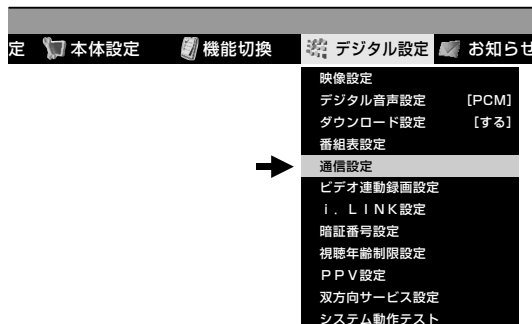 定 本体設定 機能切換 デジタル設定 お知らせ
映像設定
デジタル音声設定 [PCM]
ダウンロード設定 [する]
番組表設定
通信設定
ビデオ連動録画設定
i．LINK設定
暗証番号設定
視聴年齢制限設定
PPV設定
双方向サービス設定
システム動作テスト